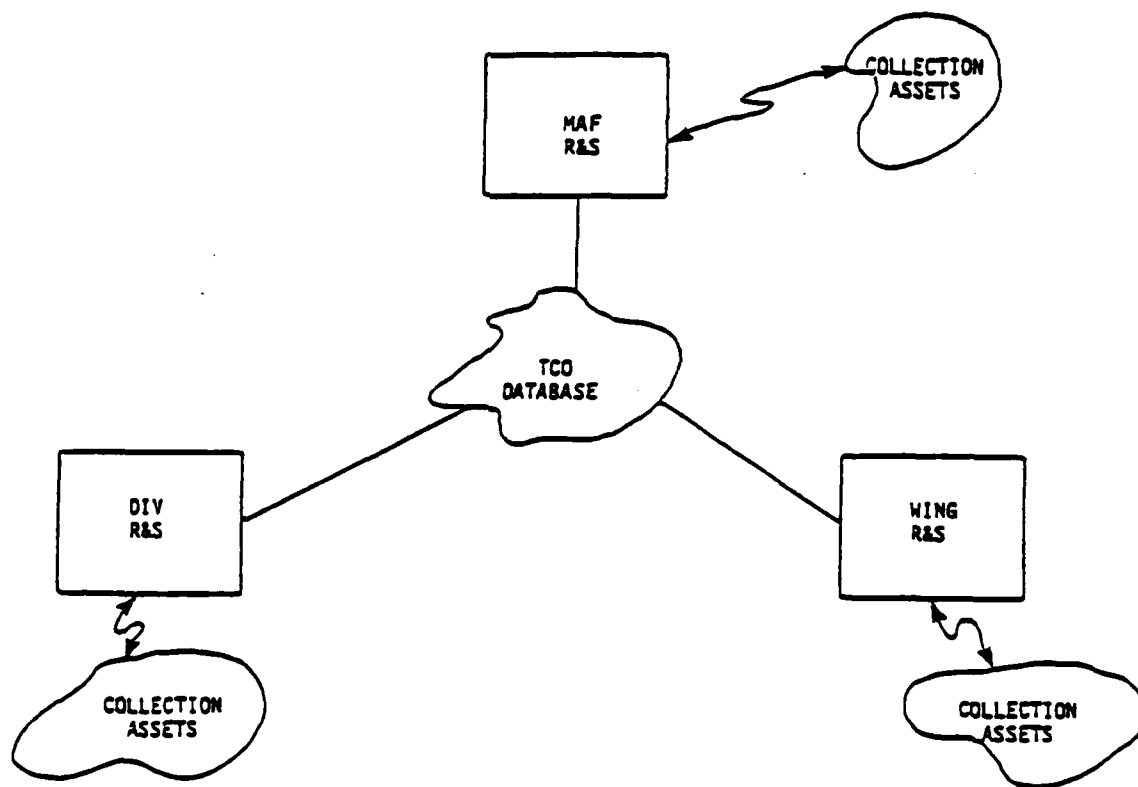 COLLECTION
ASSETS
MAF
R&S
TCO
DATABASE
DIV
R&S
WING
R&S
COLLECTION
ASSETS
COLLECTION
ASSETS